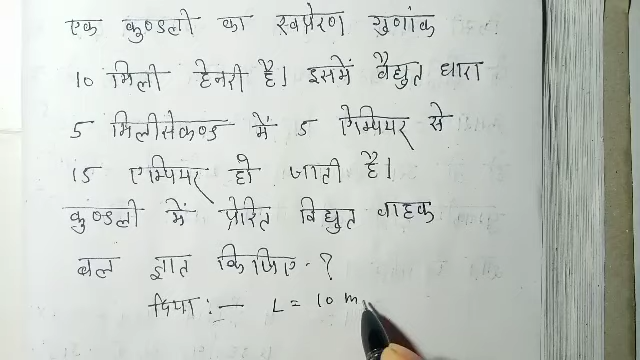 एक कुण्डली का स्वप्रेरण गुणांक
10 मिली हेनरी है। इसमें वैद्युत धारा
5 मिलीसेकण्ड में 5 एम्पियर से
15 एम्पियर हो जाती है।
कुण्डली में प्रेरित विद्युत वाहक
बल ज्ञात किजिए - ?
दिया :— L = 10 m